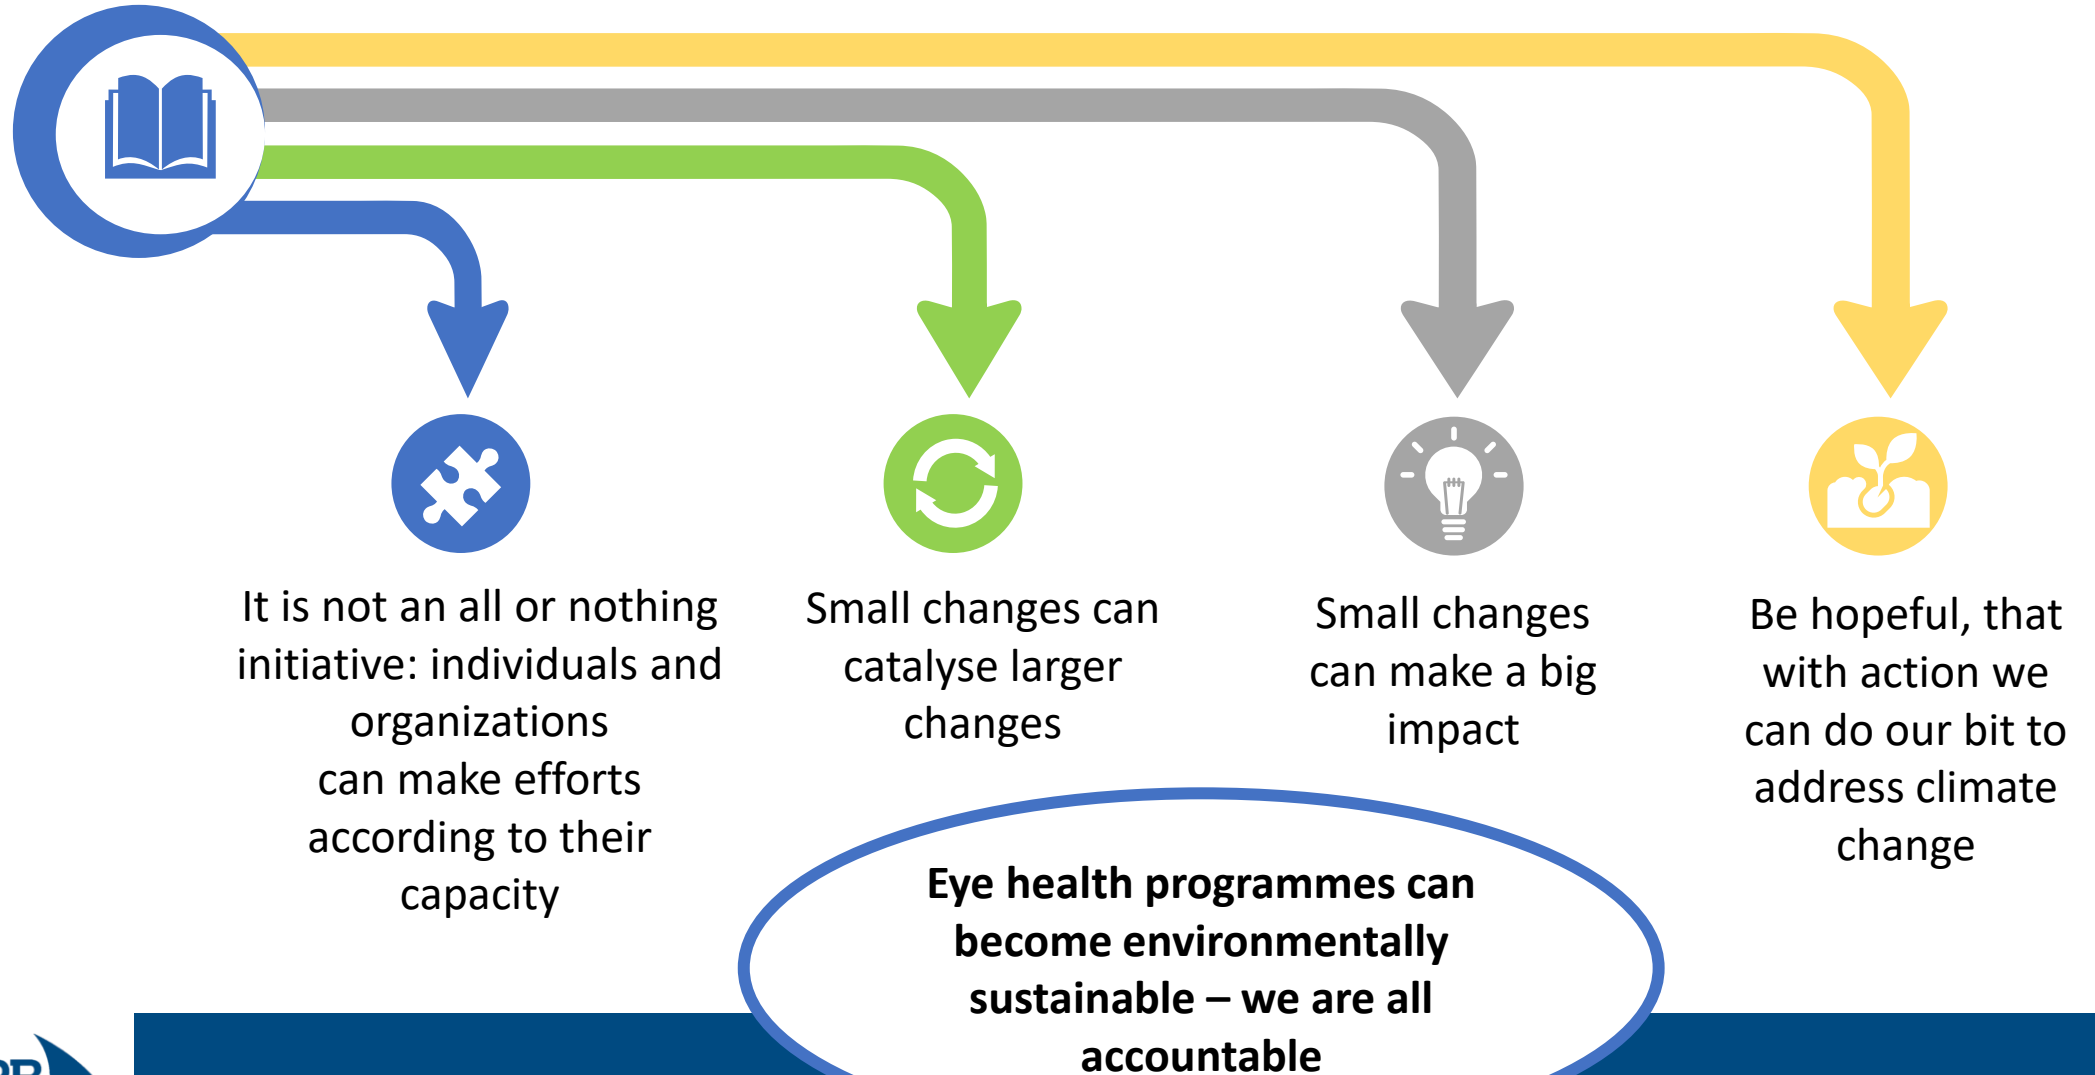 It is not an all or nothing
initiative: individuals and
organizations
can make efforts
according to their
capacity
Small changes can
catalyse larger
changes
Small changes
can make a big
impact
Be hopeful, that
with action we
can do our bit to
address climate
change
Eye health programmes can
become environmentally
sustainable – we are all
accountable